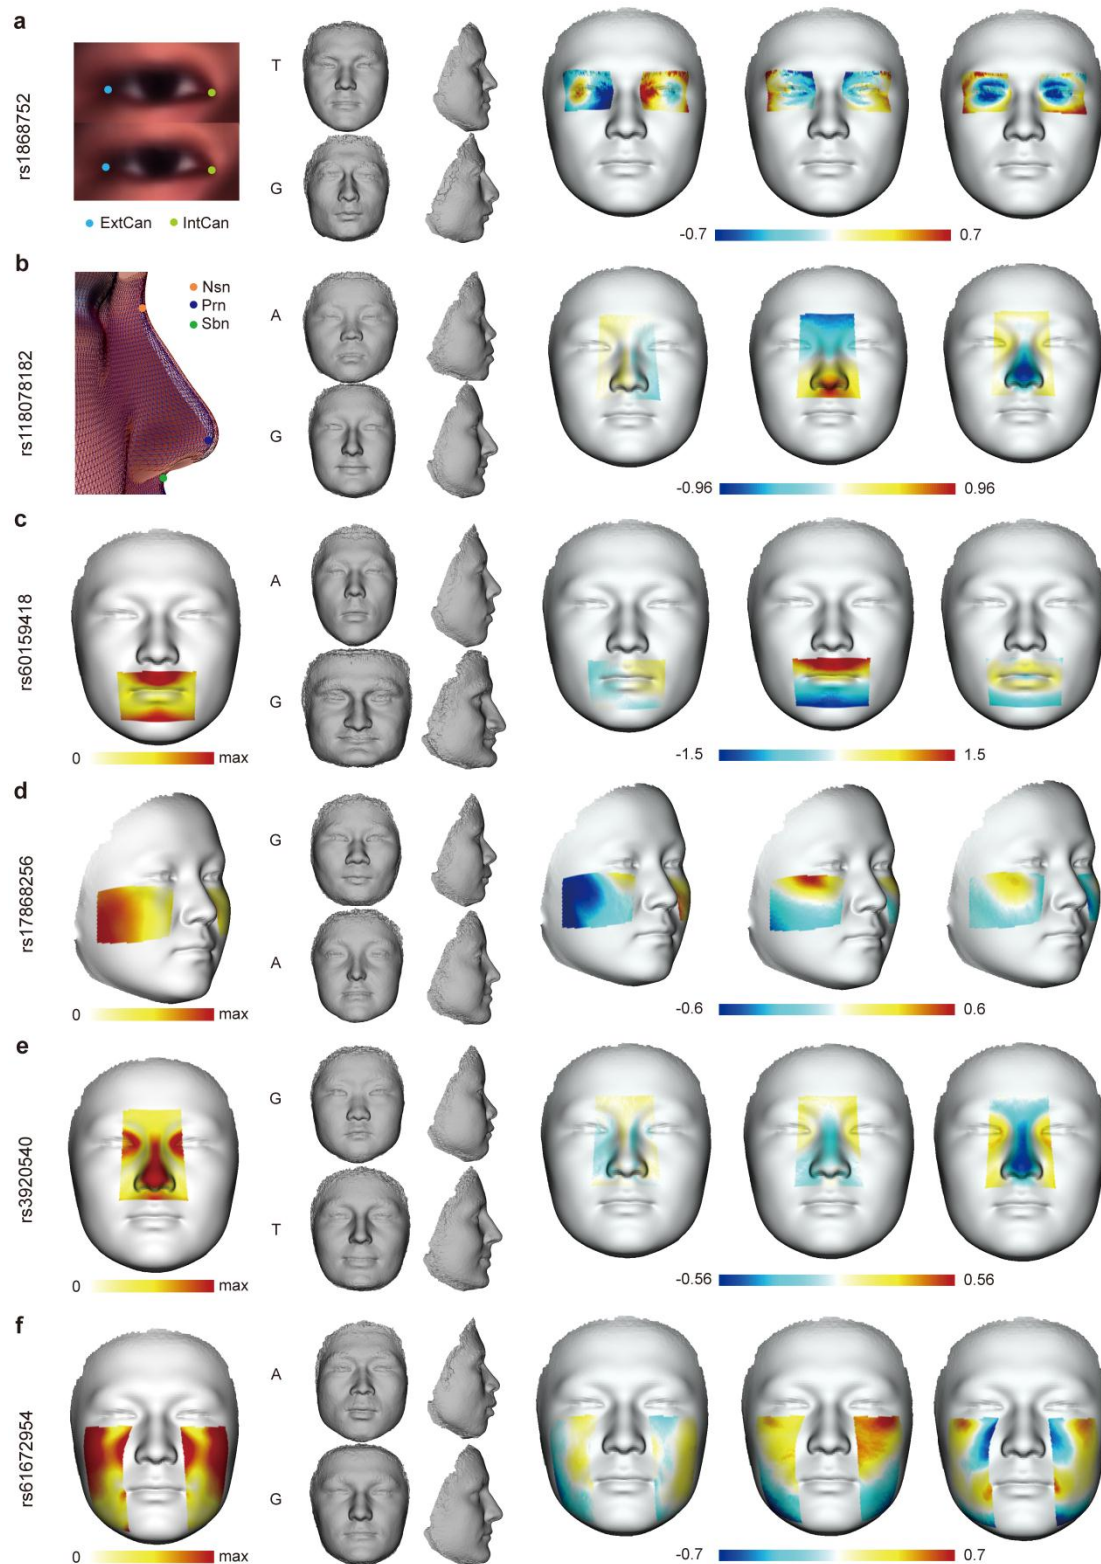 a
rs1868752
T
G
ExtCan IntCan
-0.7 0.7
b
rs118078182
Nsn
Prn
Sbn
A
G
-0.96 0.96
c
rs60159418
A
G
0 max
-1.5 1.5
d
rs17868256
G
A
0 max
-0.6 0.6
e
rs3920540
G
T
0 max
-0.56 0.56
f
rs61672954
A
G
0 max
-0.7 0.7